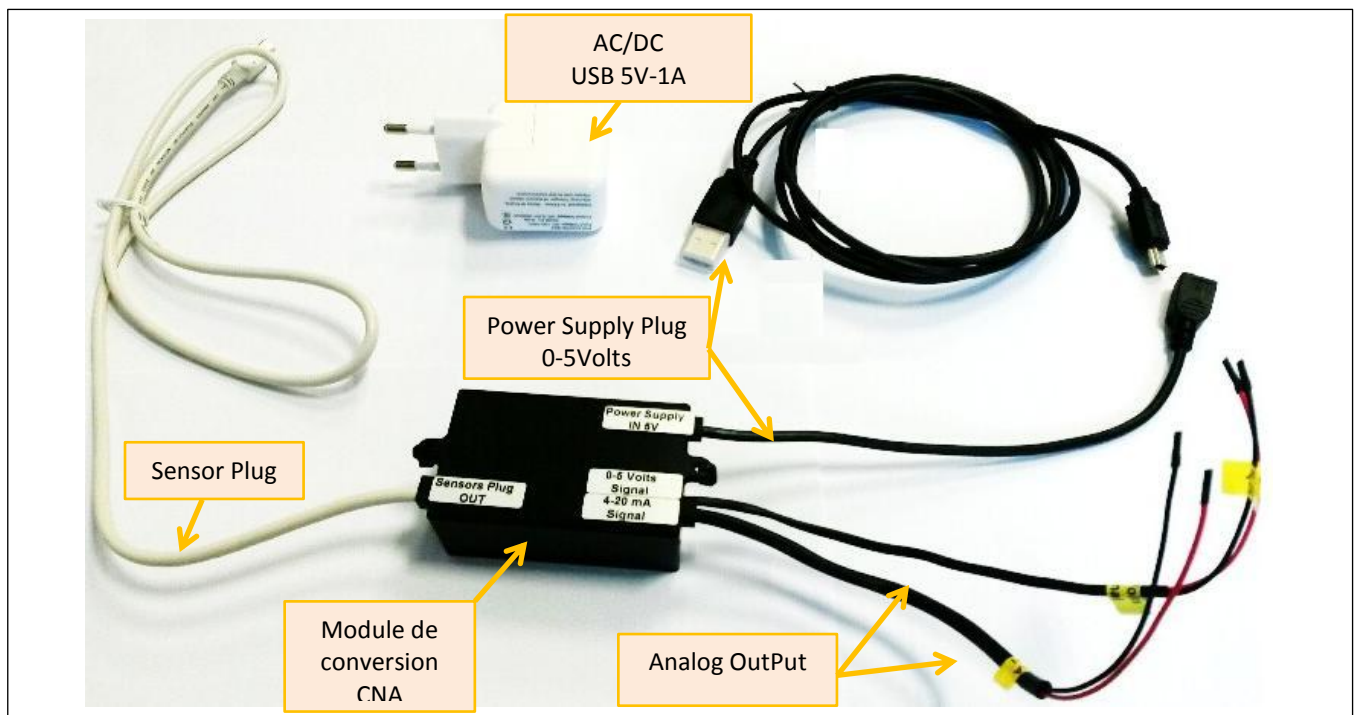 AC/DC
USB 5V-1A
Power Supply Plug
0-5Volts
Power Supply
IN 5V
Sensor Plug
Sensors Plug
OUT
0-5 Volts
Signal
4-20 mA
Signal
Module de
conversion
CNA
Analog OutPut